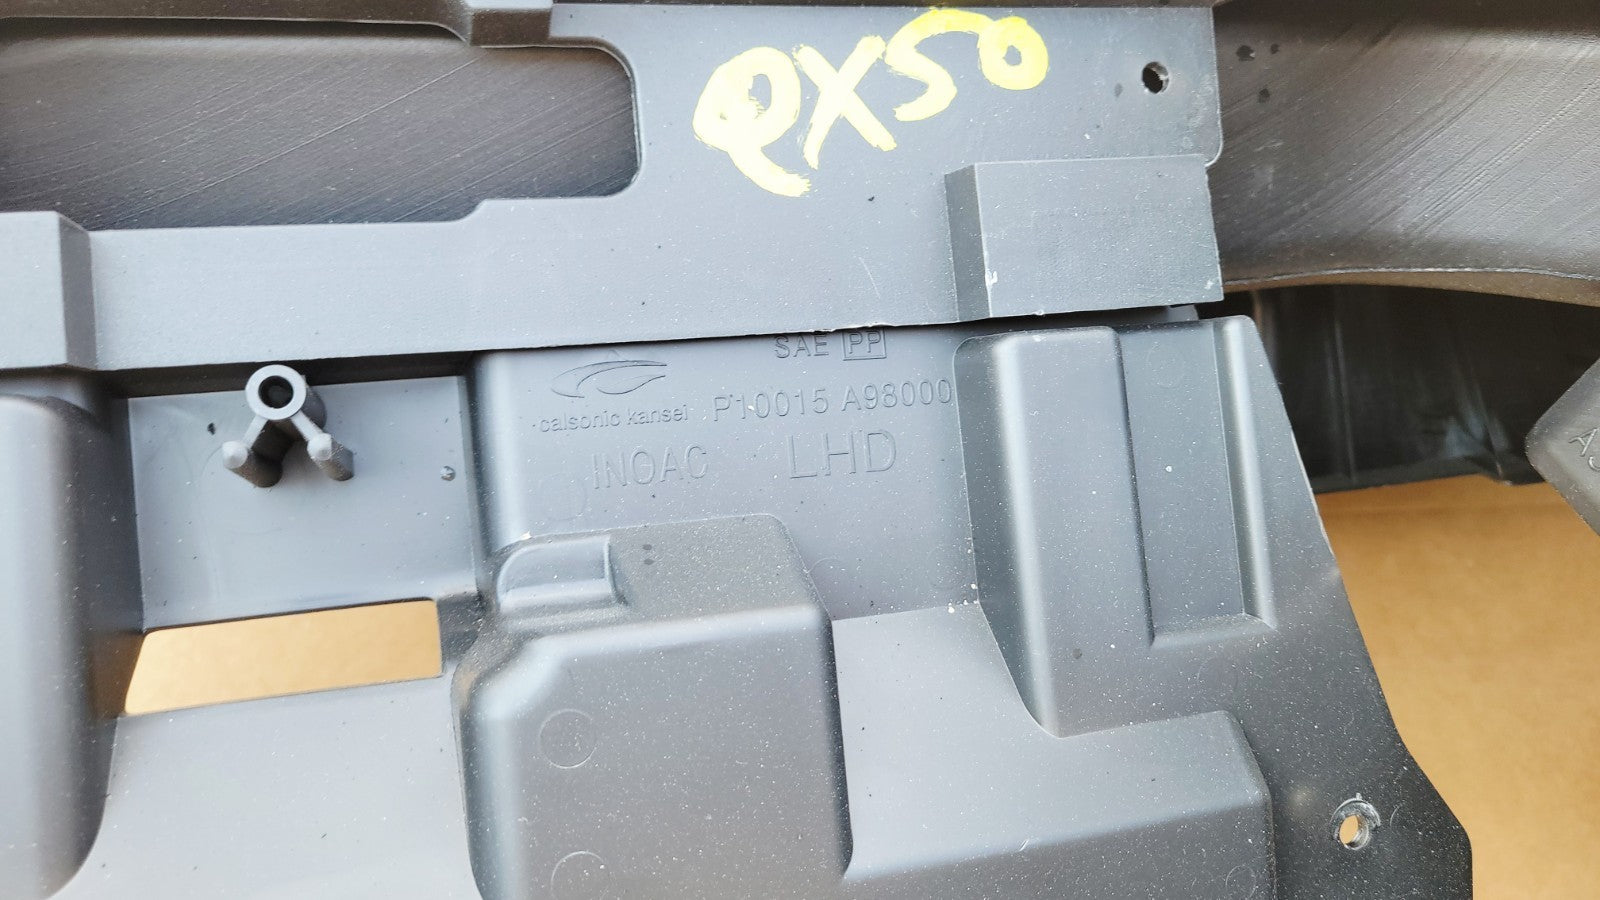 QX50
SAE PP
calsonic kansei P10015 A98000
INOAC LHD